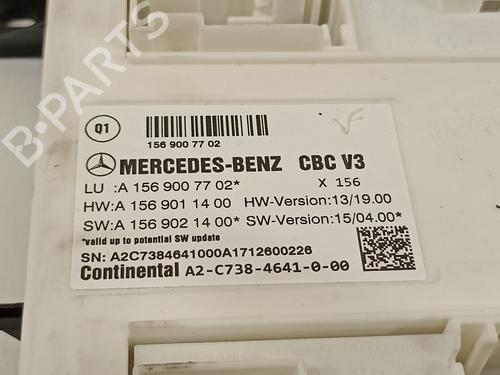 B-PARTS
Q1
156 900 77 02
VF
MERCEDES-BENZ CBC V3
LU :A 156 900 77 02* X 156
HW:A 156 901 14 00 HW-Version:13/19.00
SW:A 156 902 14 00* SW-Version:15/04.00*
*valid up to potential SW update
SN: A2C7384641000A1712600226
Continental A2-C738-4641-0-00